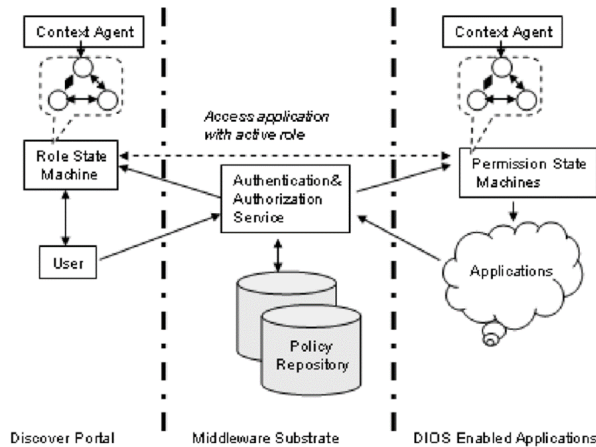 Context Agent
Context Agent
Access application
with active role
Role State
Machine
Authentication&
Authorization
Service
Permission State
Machines
User
Applications
Policy
Repository
Discover Portal
Middleware Substrate
DIOS Enabled Applications